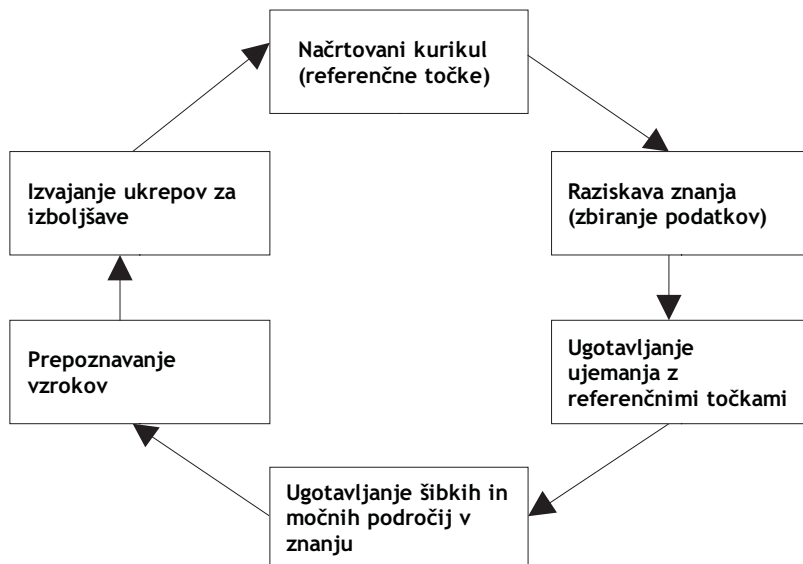 Načrtovani kurikul
(referenčne točke)
Raziskava znanja
(zbiranje podatkov)
Ugotavljanje
ujemanja z
referenčnimi točkami
Ugotavljanje šibkih in
močnih področij v
znanju
Prepoznavanje
vzrokov
Izvajanje ukrepov za
izboljšave